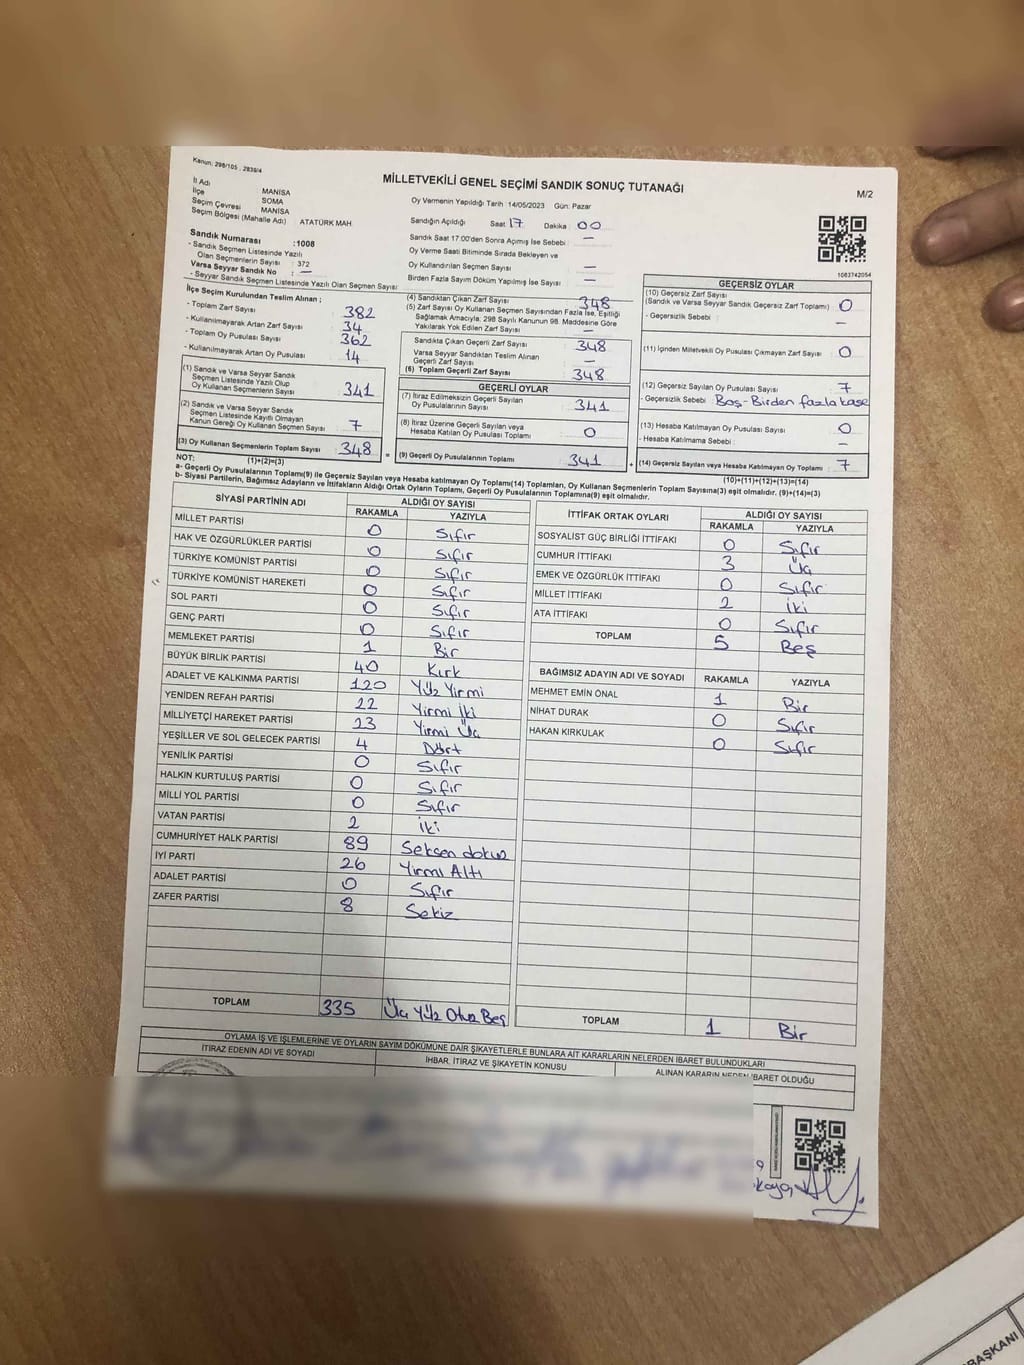 Kanun: 298/105 , 2839/4
MİLLETVEKİLİ GENEL SEÇİMİ SANDIK SONUÇ TUTANAĞI
M/2
İl Adı MANİSA
İlçe SOMA
Seçim Çevresi MANİSA
Seçim Bölgesi (Mahalle Adı) ATATÜRK MAH.
Sandık Numarası :1008
- Sandık Seçmen Listesinde Yazılı
Olan Seçmenlerin Sayısı : 372
Varsa Seyyar Sandık No : —
- Seyyar Sandık Seçmen Listesinde Yazılı Olan Seçmen Sayısı
Oy Vermenin Yapıldığı Tarih :14/05/2023 Gün: Pazar
Sandığın Açıldığı Saat 17 Dakika : 00
Sandık Saat 17:00'den Sonra Açılmış İse Sebebi : —
Oy Verme Saati Bitiminde Sırada Bekleyen ve
Oy Kullandırılan Seçmen Sayısı —
Birden Fazla Sayım Döküm Yapılmış İse Sayısı : —
1083742054
İlçe Seçim Kurulundan Teslim Alınan ;
- Toplam Zarf Sayısı : 382
- Kullanılmayarak Artan Zarf Sayısı : 34
- Toplam Oy Pusulası Sayısı : 362
- Kullanılmayarak Artan Oy Pusulası : 14
(1) Sandık ve Varsa Seyyar Sandık
Seçmen Listesinde Yazılı Olup
Oy Kullanan Seçmenlerin Sayısı : 341
(2) Sandık ve Varsa Seyyar Sandık
Seçmen Listesinde Kayıtlı Olmayan
Kanun Gereği Oy Kullanan Seçmen Sayısı : 7
(3) Oy Kullanan Seçmenlerin Toplam Sayısı : 348
(4) Sandıktan Çıkan Zarf Sayısı : 348
(5) Zarf Sayısı Oy Kullanan Seçmen Sayısından Fazla İse, Eşitliği
Sağlamak Amacıyla, 298 Sayılı Kanunun 98. Maddesine Göre
Yakılarak Yok Edilen Zarf Sayısı : —
Sandıkta Çıkan Geçerli Zarf Sayısı : 348
Varsa Seyyar Sandıktan Teslim Alınan
Geçerli Zarf Sayısı : —
(6) Toplam Geçerli Zarf Sayısı : 348
GEÇERLİ OYLAR
(7) İtiraz Edilmeksizin Geçerli Sayılan
Oy Pusulalarının Sayısı : 341
(8) İtiraz Üzerine Geçerli Sayılan veya
Hesaba Katılan Oy Pusulası Toplamı : 0
= (9) Geçerli Oy Pusulalarının Toplamı : 341
GEÇERSİZ OYLAR
(10) Geçersiz Zarf Sayısı
(Sandık ve Varsa Seyyar Sandık Geçersiz Zarf Toplamı) : 0
- Geçersizlik Sebebi : —
(11) İçinden Milletvekili Oy Pusulası Çıkmayan Zarf Sayısı : 0
(12) Geçersiz Sayılan Oy Pusulası Sayısı : 7
- Geçersizlik Sebebi : Boş-Birden fazla kaşe
(13) Hesaba Katılmayan Oy Pusulası Sayısı : 0
- Hesaba Katılmama Sebebi : —
+ (14) Geçersiz Sayılan veya Hesaba Katılmayan Oy Toplamı : 7
NOT: (1)+(2)=(3) (10)+(11)+(12)+(13)=(14)
a- Geçerli Oy Pusulalarının Toplamı(9) ile Geçersiz Sayılan veya Hesaba katılmayan Oy Toplamı(14) Toplamları, Oy Kullanan Seçmenlerin Toplam Sayısına(3) eşit olmalıdır. (9)+(14)=(3)
b- Siyasi Partilerin, Bağımsız Adayların ve İttifakların Aldığı Ortak Oyların Toplamı, Geçerli Oy Pusulalarının Toplamına(9) eşit olmalıdır.
SİYASİ PARTİNİN ADI ALDIĞI OY SAYISI
RAKAMLA YAZIYLA
MİLLET PARTİSİ 0 Sıfır
HAK VE ÖZGÜRLÜKLER PARTİSİ 0 Sıfır
TÜRKİYE KOMÜNİST PARTİSİ 0 Sıfır
TÜRKİYE KOMÜNİST HAREKETİ 0 Sıfır
SOL PARTİ 0 Sıfır
GENÇ PARTİ 0 Sıfır
MEMLEKET PARTİSİ 1 Bir
BÜYÜK BİRLİK PARTİSİ 40 Kırk
ADALET VE KALKINMA PARTİSİ 120 Yüz Yirmi
YENİDEN REFAH PARTİSİ 22 Yirmi İki
MİLLİYETÇİ HAREKET PARTİSİ 23 Yirmi Üç
YEŞİLLER VE SOL GELECEK PARTİSİ 4 Dört
YENİLİK PARTİSİ 0 Sıfır
HALKIN KURTULUŞ PARTİSİ 0 Sıfır
MİLLİ YOL PARTİSİ 0 Sıfır
VATAN PARTİSİ 2 İki
CUMHURİYET HALK PARTİSİ 89 Seksen dokuz
İYİ PARTİ 26 Yirmi Altı
ADALET PARTİSİ 0 Sıfır
ZAFER PARTİSİ 8 Sekiz
TOPLAM 335 Üç Yüz Otuz Beş
İTTİFAK ORTAK OYLARI ALDIĞI OY SAYISI
RAKAMLA YAZIYLA
SOSYALİST GÜÇ BİRLİĞİ İTTİFAKI 0 Sıfır
CUMHUR İTTİFAKI 3 Üç
EMEK VE ÖZGÜRLÜK İTTİFAKI 0 Sıfır
MİLLET İTTİFAKI 2 İki
ATA İTTİFAKI 0 Sıfır
TOPLAM 5 Beş
BAĞIMSIZ ADAYIN ADI VE SOYADI RAKAMLA YAZIYLA
MEHMET EMİN ÖNAL 1 Bir
NİHAT DURAK 0 Sıfır
HAKAN KIRKULAK 0 Sıfır
TOPLAM 1 Bir
OYLAMA İŞ VE İŞLEMLERİNE VE OYLARIN SAYIM DÖKÜMÜNE DAİR ŞİKAYETLERLE BUNLARA AİT KARARLARIN NELERDEN İBARET BULUNDUKLARI
İTİRAZ EDENİN ADI VE SOYADI İHBAR, İTİRAZ VE ŞİKAYETİN KONUSU ALINAN KARARIN NEDEN İBARET OLDUĞU
BAŞKANI